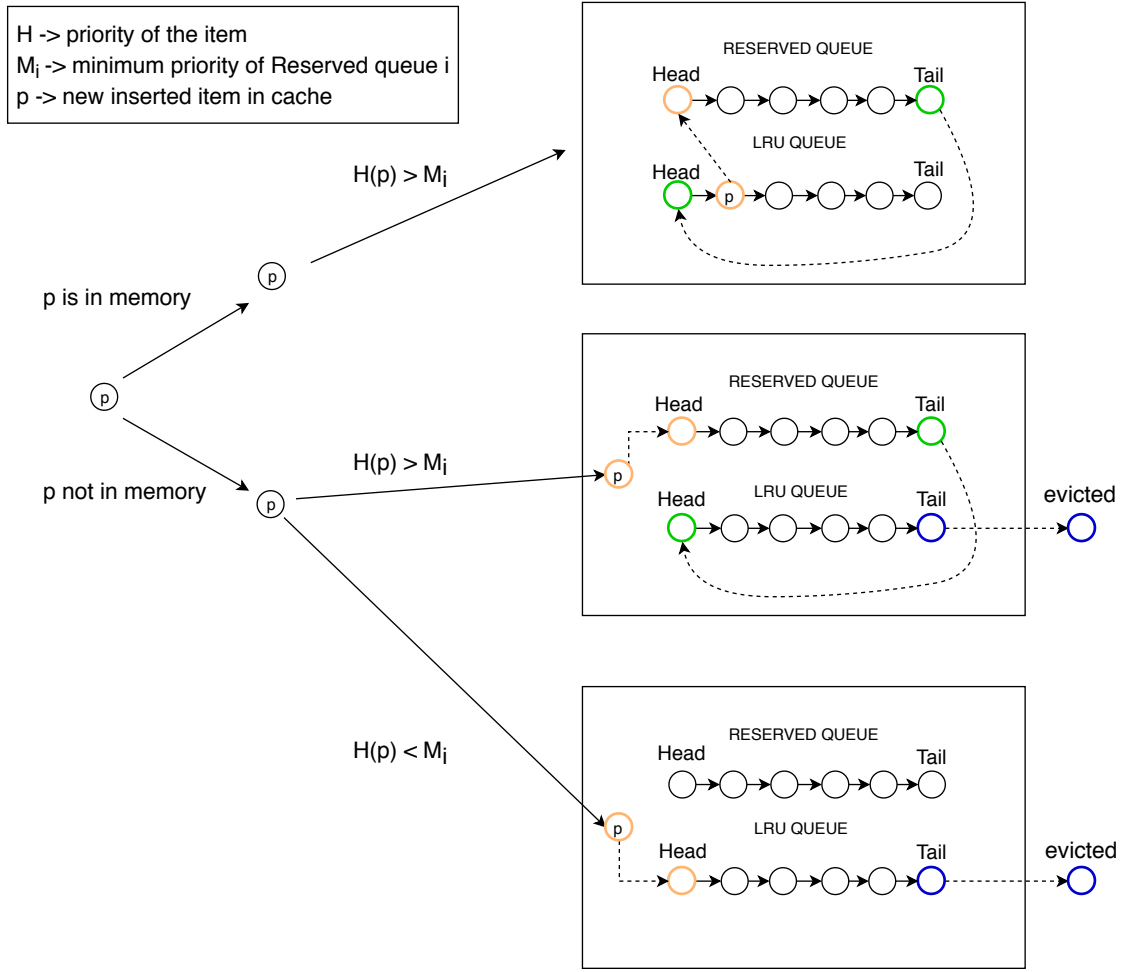 H -> priority of the item
Mi -> minimum priority of Reserved queue i
p -> new inserted item in cache
RESERVED QUEUE
Head Tail
LRU QUEUE
Head Tail
p
H(p) > Mi
p
p is in memory
p
p not in memory
p
H(p) > Mi
RESERVED QUEUE
Head Tail
p
LRU QUEUE
Head Tail
evicted
H(p) < Mi
RESERVED QUEUE
Head Tail
p
LRU QUEUE
Head Tail
evicted